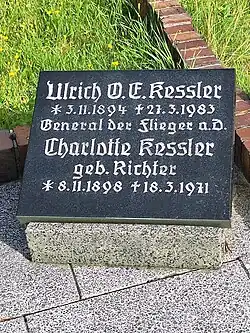 Ulrich O. E. Kessler
* 3.11.1894 ✝ 27.3.1983
General der Flieger a.D.
Charlotte Kessler
geb. Richter
* 8.11.1898 ✝ 18.3.1971